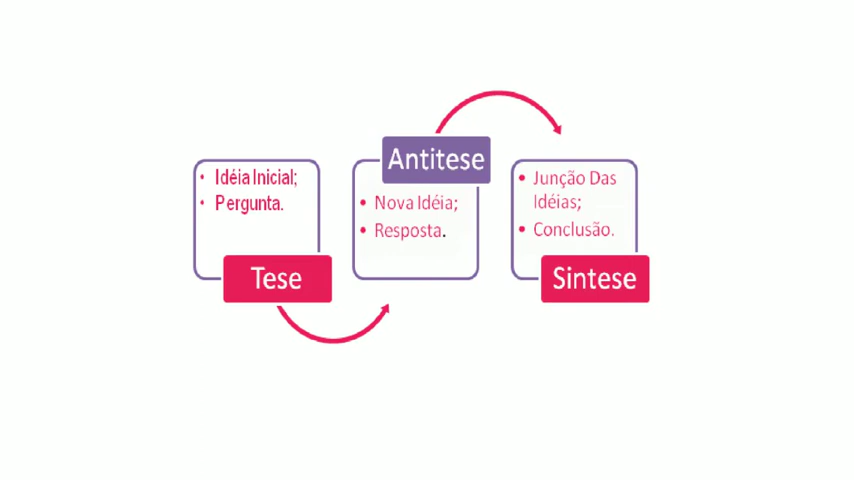 • Idéia Inicial;
• Pergunta.
Tese
Antitese
• Nova Idéia;
• Resposta.
• Junção Das
Idéias;
• Conclusão.
Sintese